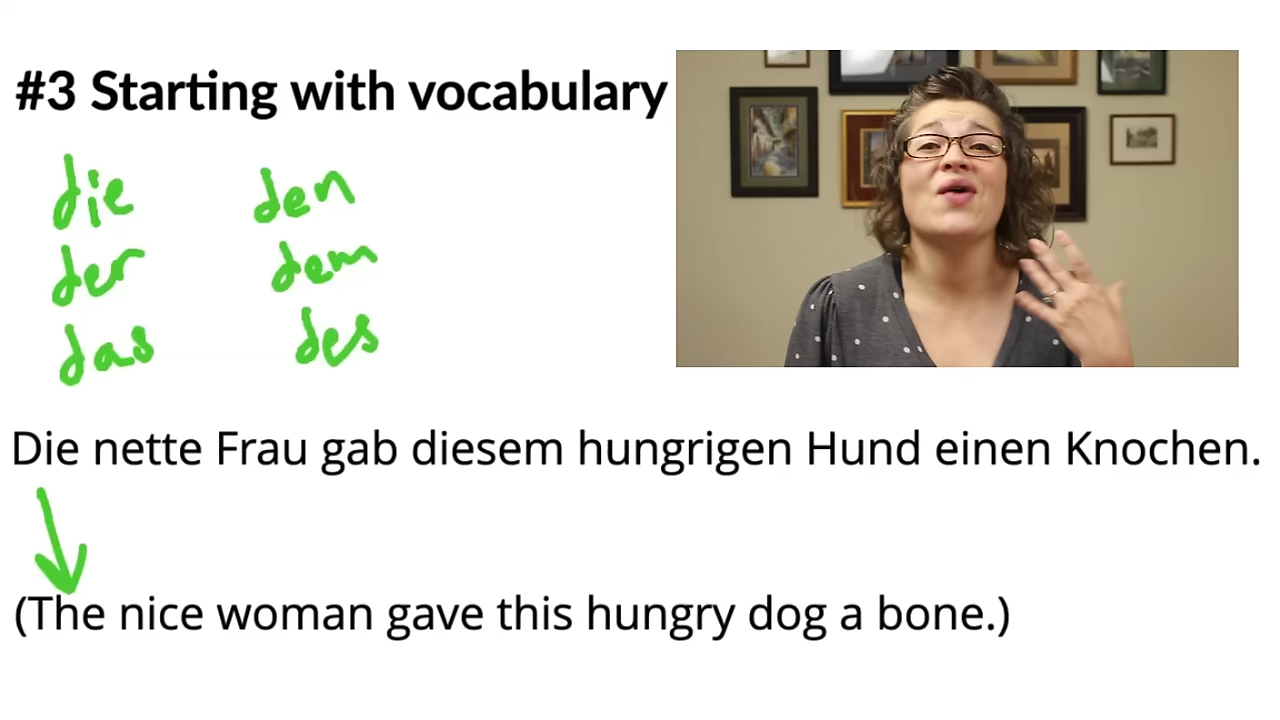 #3 Starting with vocabulary
die den
der dem
das des
Die nette Frau gab diesem hungrigen Hund einen Knochen.
(The nice woman gave this hungry dog a bone.)